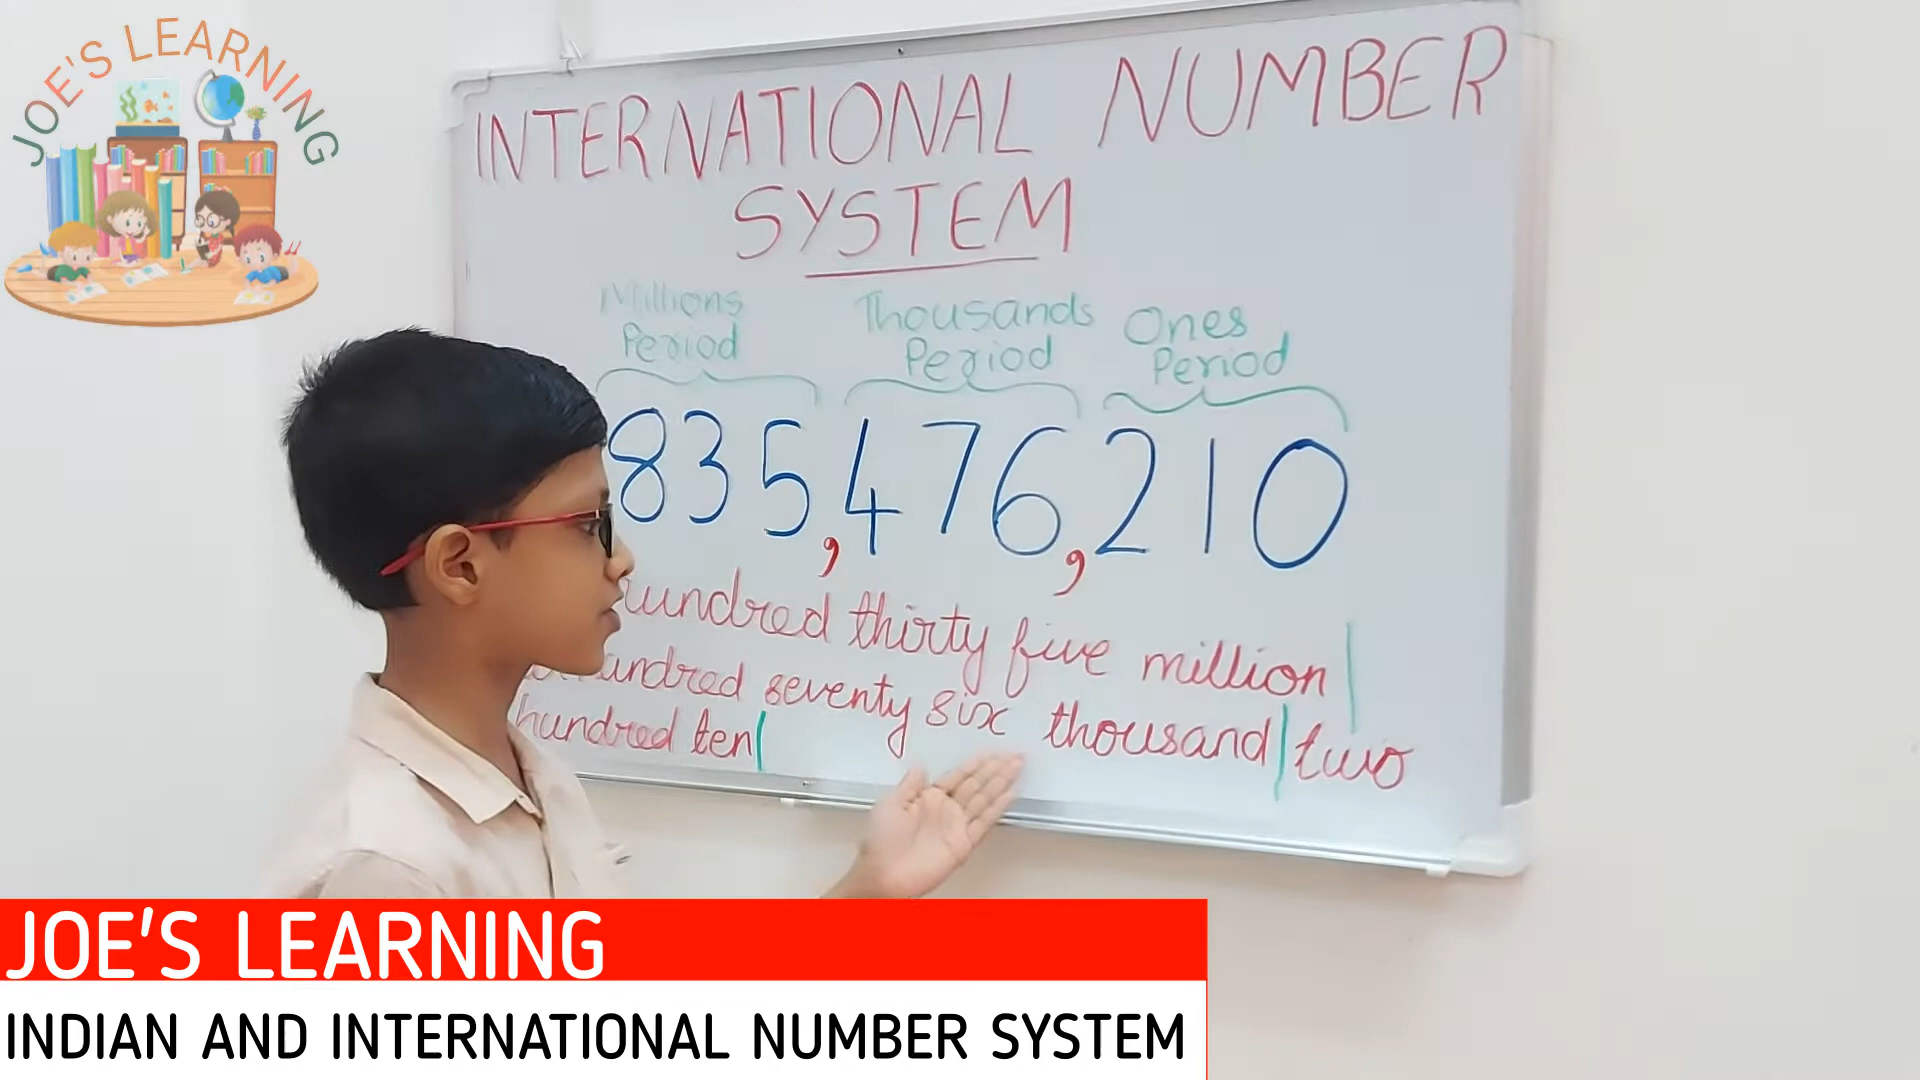 JOE'S LEARNING
INTERNATIONAL NUMBER
SYSTEM
Millions
Period
Thousands
Period
Ones
Period
835,476,210
hundred thirty five million
hundred seventy six thousand two
hundred ten
JOE'S LEARNING
INDIAN AND INTERNATIONAL NUMBER SYSTEM